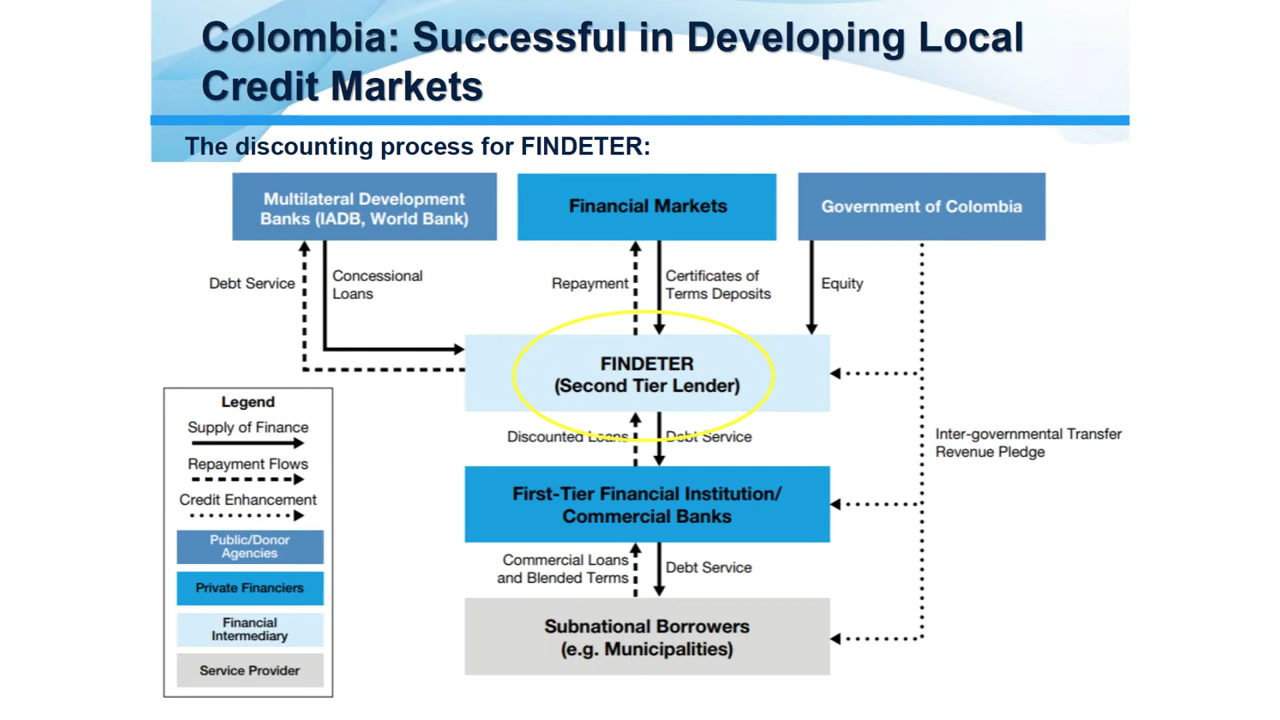 Colombia: Successful in Developing Local
Credit Markets
The discounting process for FINDETER:
Multilateral Development
Banks (IADB, World Bank)
Financial Markets
Government of Colombia
Debt Service
Concessional
Loans
Repayment
Certificates of
Terms Deposits
Equity
FINDETER
(Second Tier Lender)
Discounted Loans
Debt Service
Inter-governmental Transfer
Revenue Pledge
First-Tier Financial Institution/
Commercial Banks
Commercial Loans
and Blended Terms
Debt Service
Subnational Borrowers
(e.g. Municipalities)
Legend
Supply of Finance
Repayment Flows
Credit Enhancement
Public/Donor
Agencies
Private Financiers
Financial
Intermediary
Service Provider